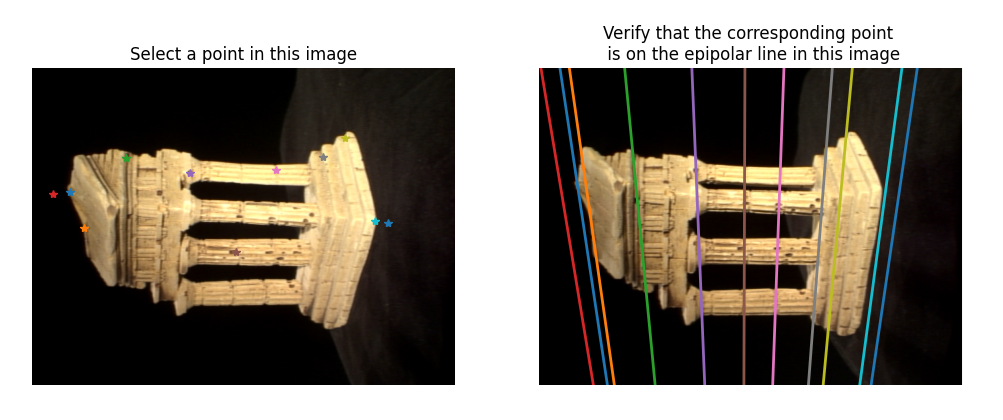 Select a point in this image
Verify that the corresponding point
is on the epipolar line in this image